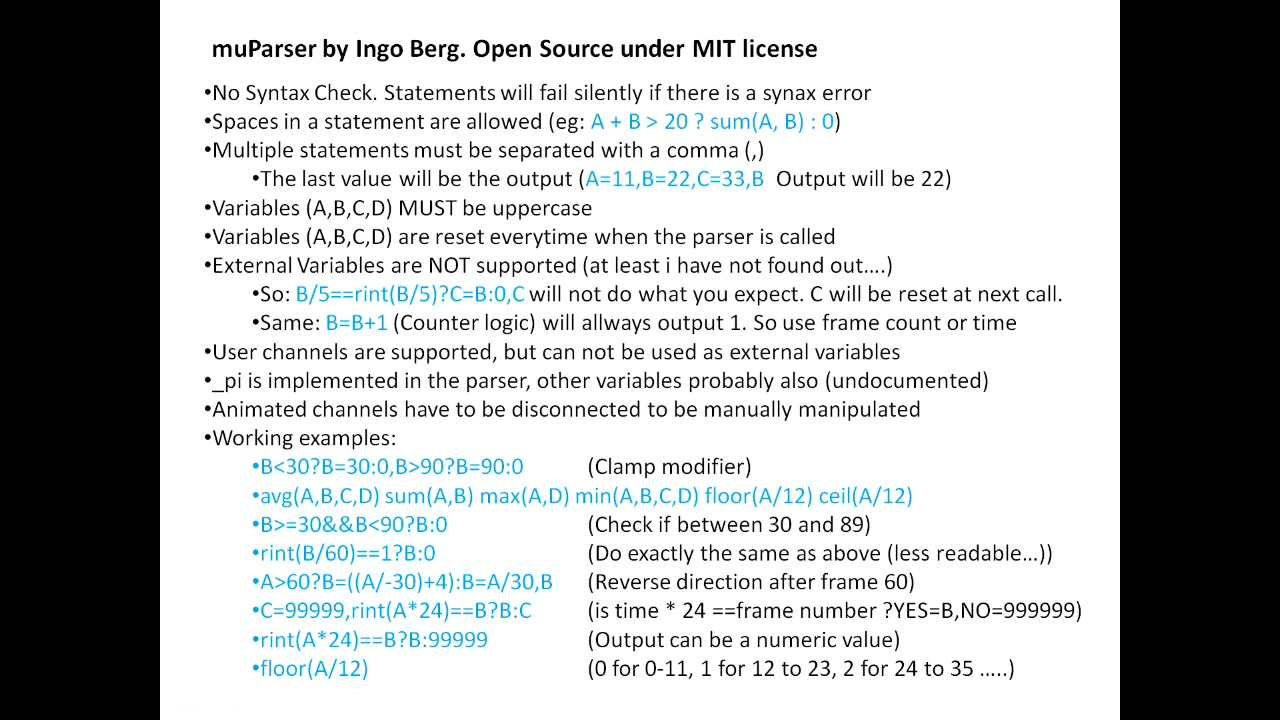 muParser by Ingo Berg. Open Source under MIT license
•No Syntax Check. Statements will fail silently if there is a synax error
•Spaces in a statement are allowed (eg: A + B > 20 ? sum(A, B) : 0)
•Multiple statements must be separated with a comma (,)
•The last value will be the output (A=11,B=22,C=33,B  Output will be 22)
•Variables (A,B,C,D) MUST be uppercase
•Variables (A,B,C,D) are reset everytime when the parser is called
•External Variables are NOT supported (at least i have not found out....)
•So: B/5==rint(B/5)?C=B:0,C will not do what you expect. C will be reset at next call.
•Same: B=B+1 (Counter logic) will allways output 1. So use frame count or time
•User channels are supported, but can not be used as external variables
•_pi is implemented in the parser, other variables probably also (undocumented)
•Animated channels have to be disconnected to be manually manipulated
•Working examples:
•B<30?B=30:0,B>90?B=90:0 (Clamp modifier)
•avg(A,B,C,D) sum(A,B) max(A,D) min(A,B,C,D) floor(A/12) ceil(A/12)
•B>=30&&B<90?B:0 (Check if between 30 and 89)
•rint(B/60)==1?B:0 (Do exactly the same as above (less readable...))
•A>60?B=((A/-30)+4):B=A/30,B (Reverse direction after frame 60)
•C=99999,rint(A*24)==B?B:C (is time * 24 ==frame number ?YES=B,NO=999999)
•rint(A*24)==B?B:99999 (Output can be a numeric value)
•floor(A/12) (0 for 0-11, 1 for 12 to 23, 2 for 24 to 35 .....)